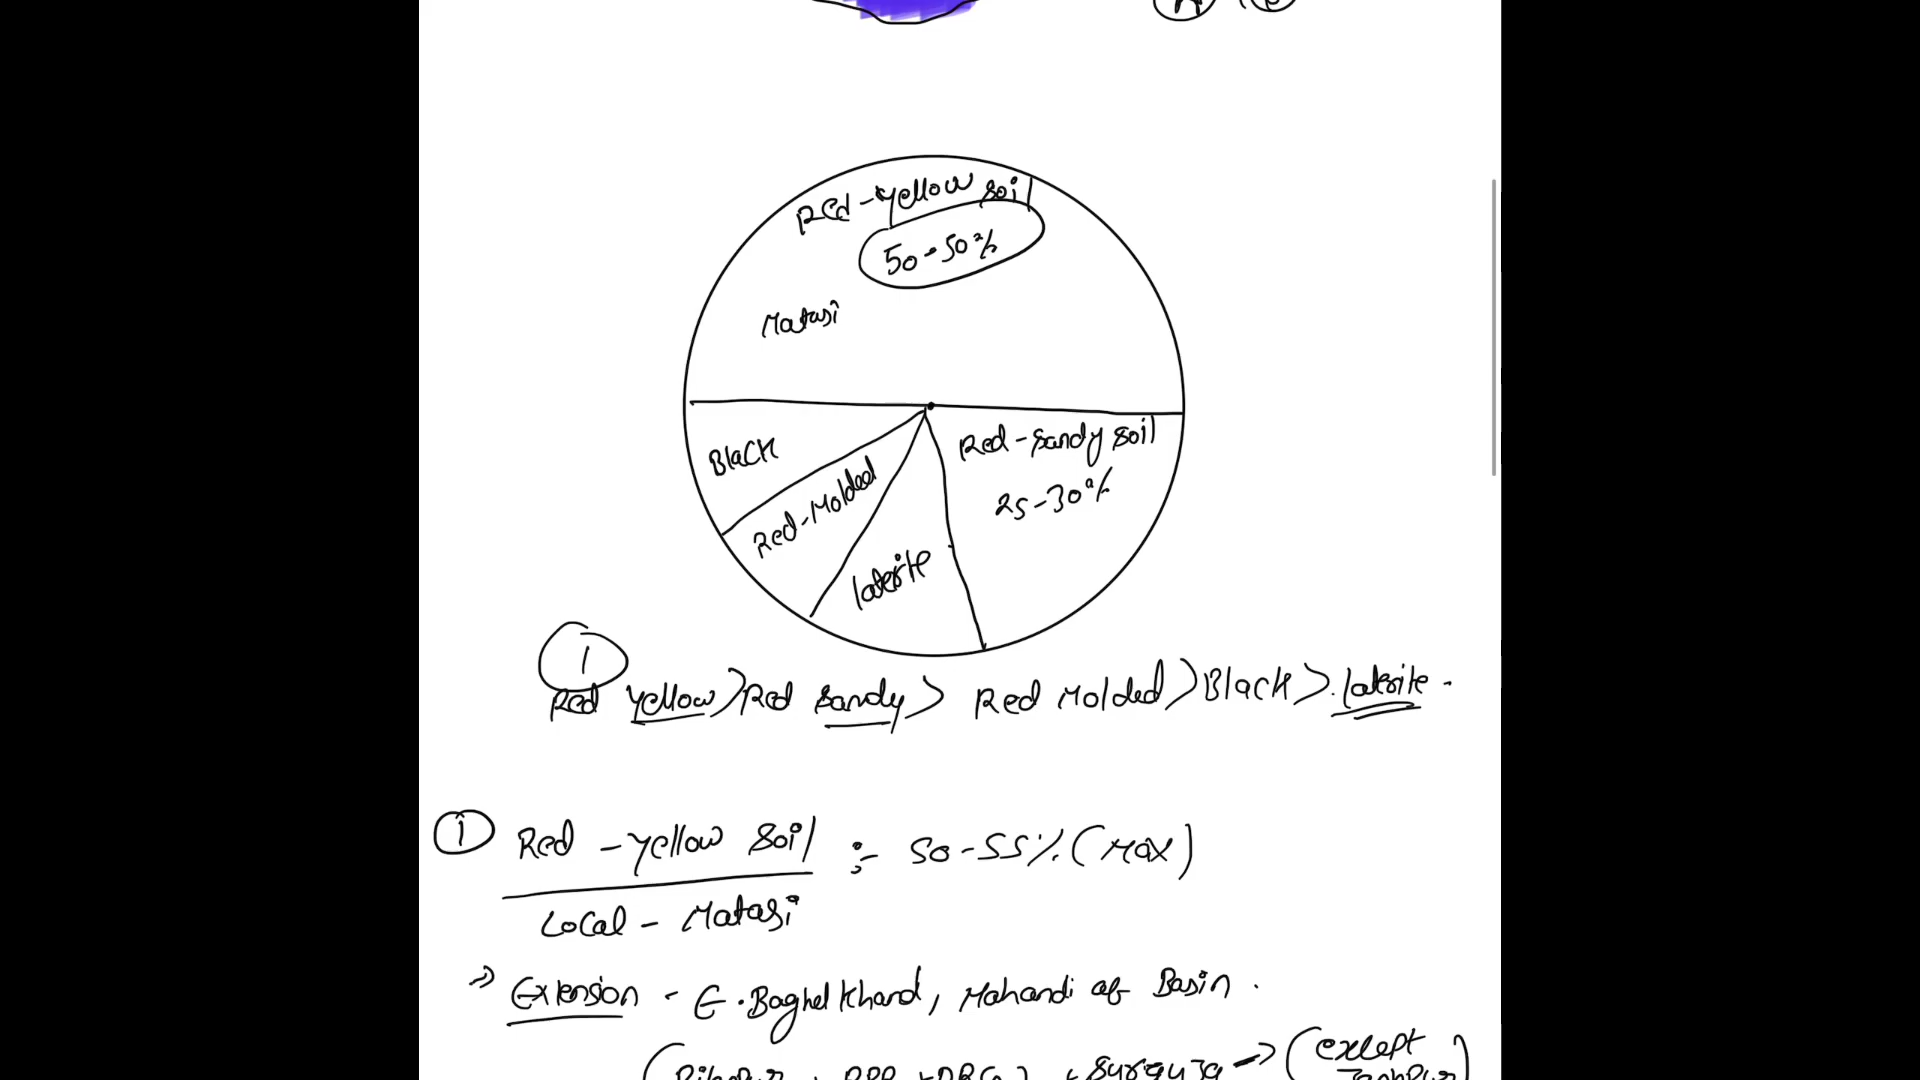 Red-yellow soil
50-50%
Matasi
Black
Red-Molded
laterite
Red-sandy soil
25-30%
1
Red yellow > Red sandy > Red Molded > Black > laterite.
① Red-yellow soil :- 50-55% (Max)
Local - Matasi
⇒ Extension - E. Baghelkhand, Mahandi of Basin.
(except